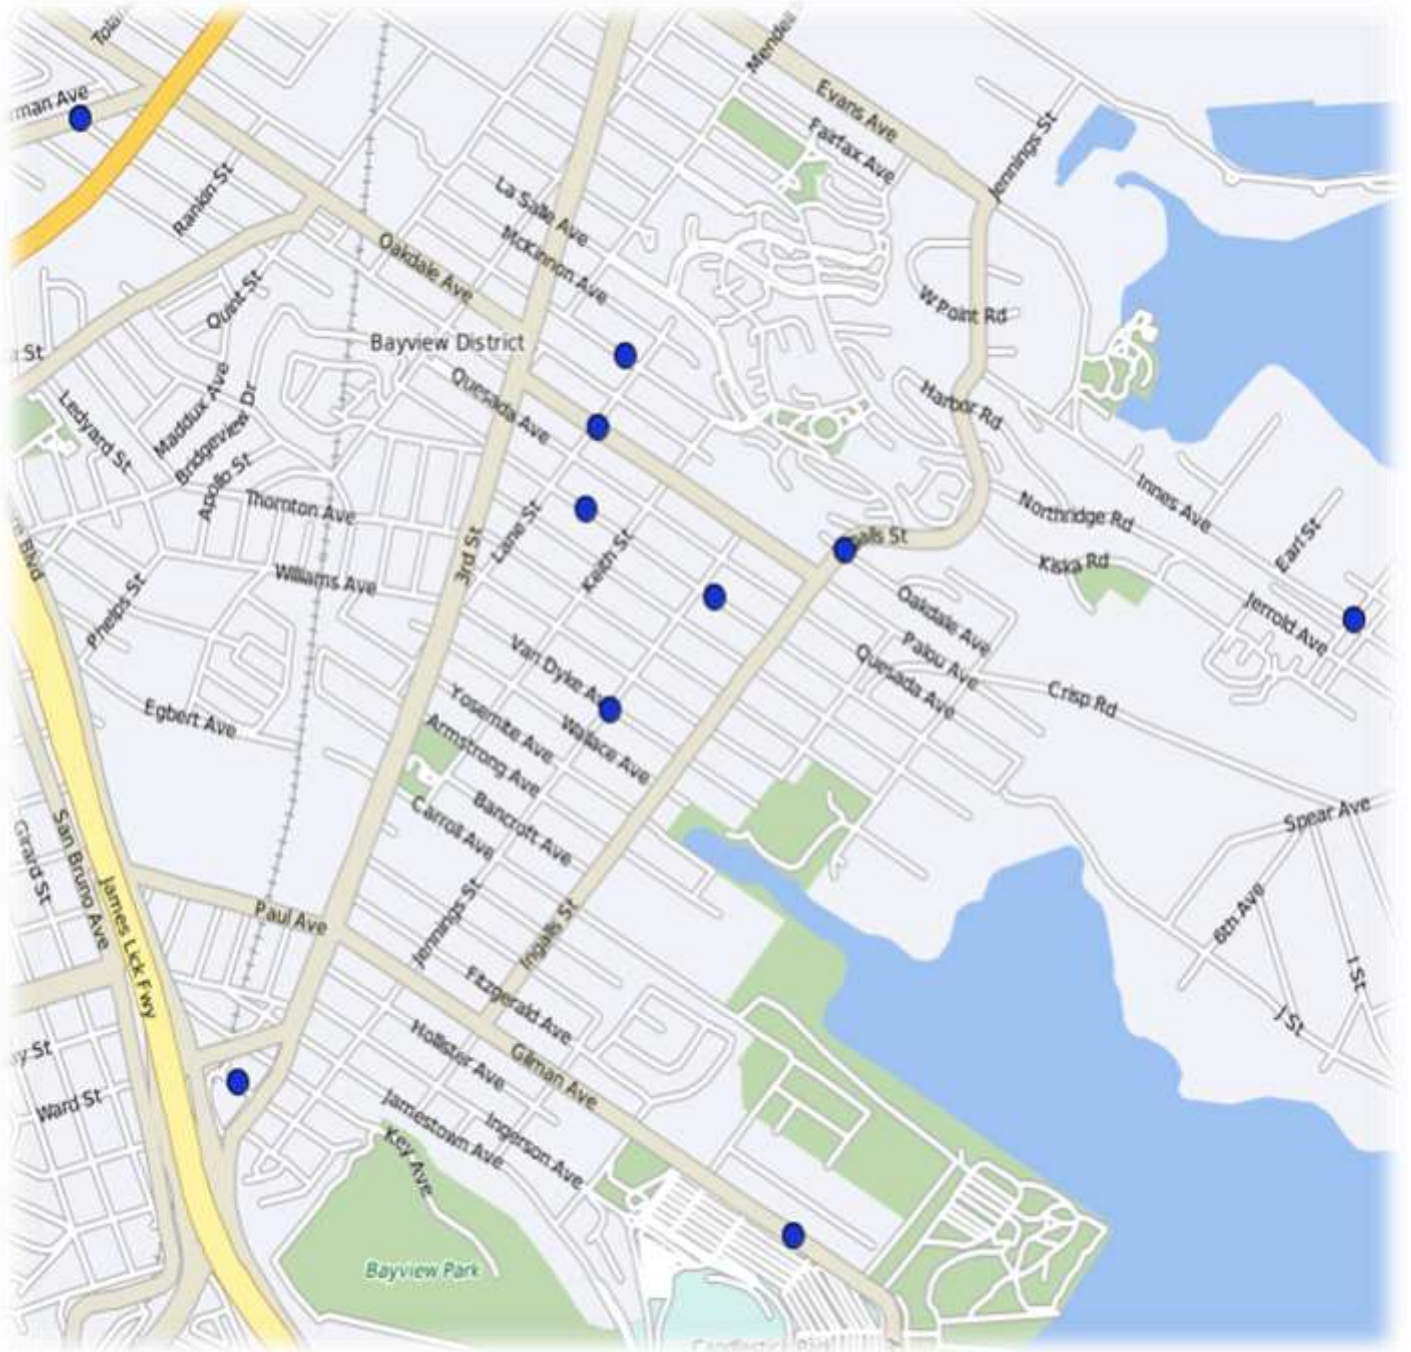 Mendell
Evans Ave
Fairfax Ave
Jennings St
Rankin St
La Salle Ave
McKinnon Ave
Oakdale Ave
Quint St
W Point Rd
Bayview District
Maddux Ave
Bridgeview Dr
Quesada Ave
Harbor Rd
Ledyard St
Apollo St
Thornton Ave
Innes Ave
Northridge Rd
3rd St
Lane St
Keith St
Earl St
Kiska Rd
Williams Ave
Phelps St
Oakdale Ave
Jerrold Ave
Palou Ave
Van Dyke Ave
Quesada Ave
Crisp Rd
Egbert Ave
Yosemite Ave
Wallace Ave
Armstrong Ave
Spear Ave
San Bruno Ave
Girard St
Bancroft Ave
Carroll Ave
James Lick Fwy
Paul Ave
Jennings St
Ingalls St
6th Ave
I St
J St
Fitzgerald Ave
Hollister Ave
Gilman Ave
Ward St
Jamestown Ave
Ingerson Ave
Key Ave
Bayview Park